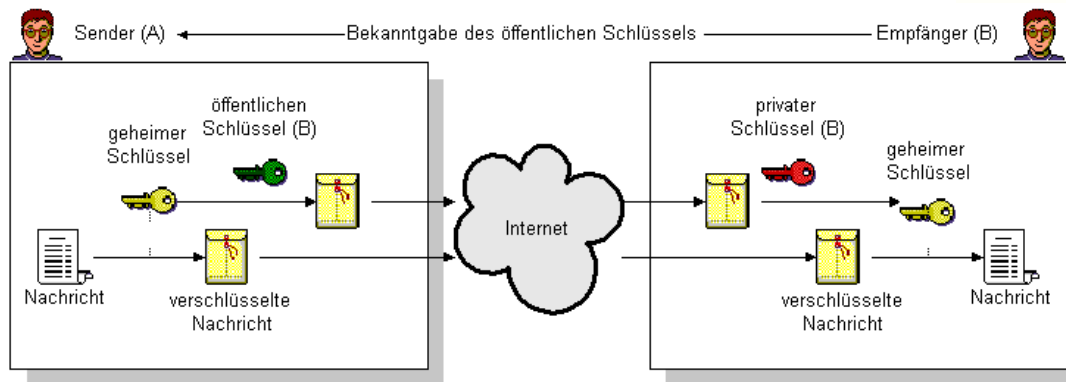 Sender (A)
Bekanntgabe des öffentlichen Schlüssels
Empfänger (B)
öffentlichen
Schlüssel (B)
geheimer
Schlüssel
Nachricht
verschlüsselte
Nachricht
Internet
privater
Schlüssel (B)
geheimer
Schlüssel
verschlüsselte
Nachricht
Nachricht